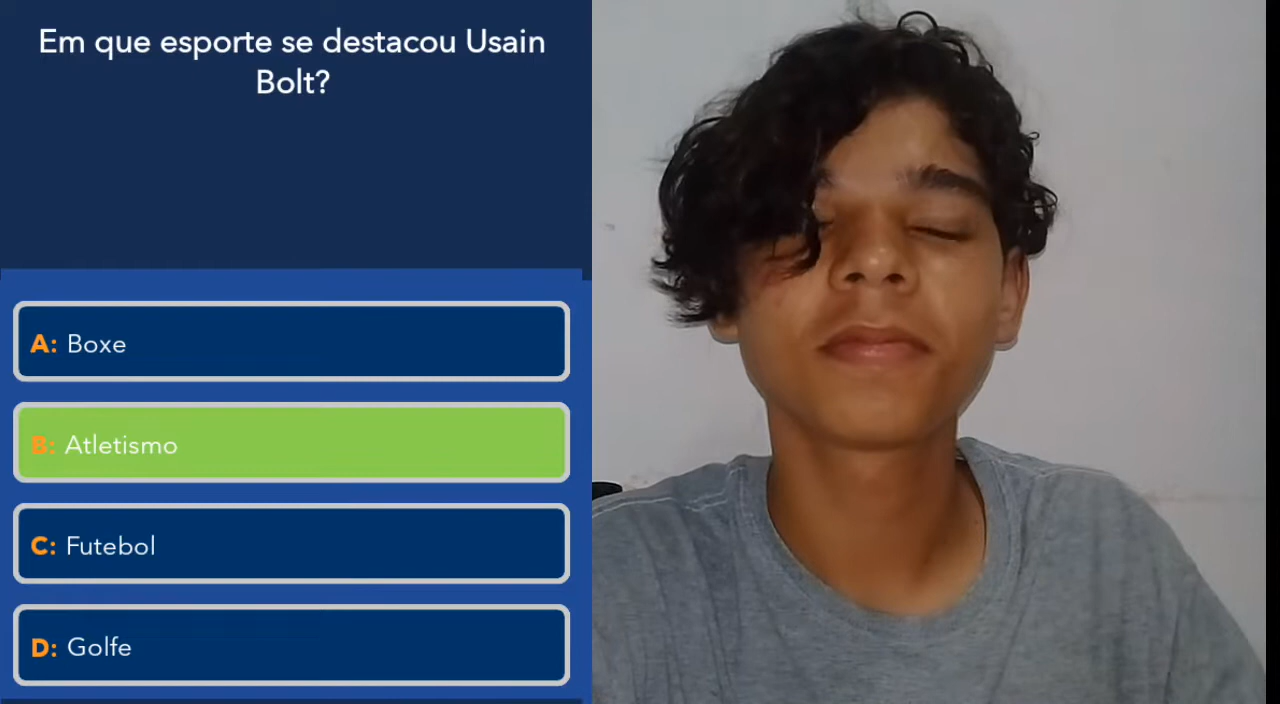 Em que esporte se destacou Usain
Bolt?
A: Boxe
B: Atletismo
C: Futebol
D: Golfe